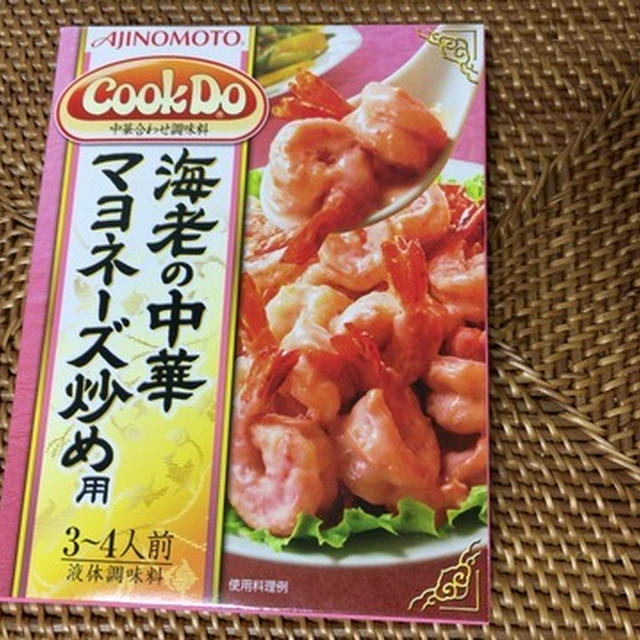 AJINOMOTO®
Cook Do®
中華合わせ調味料
海老の中華
マヨネーズ炒め用
3~4人前
液体調味料
使用料理例